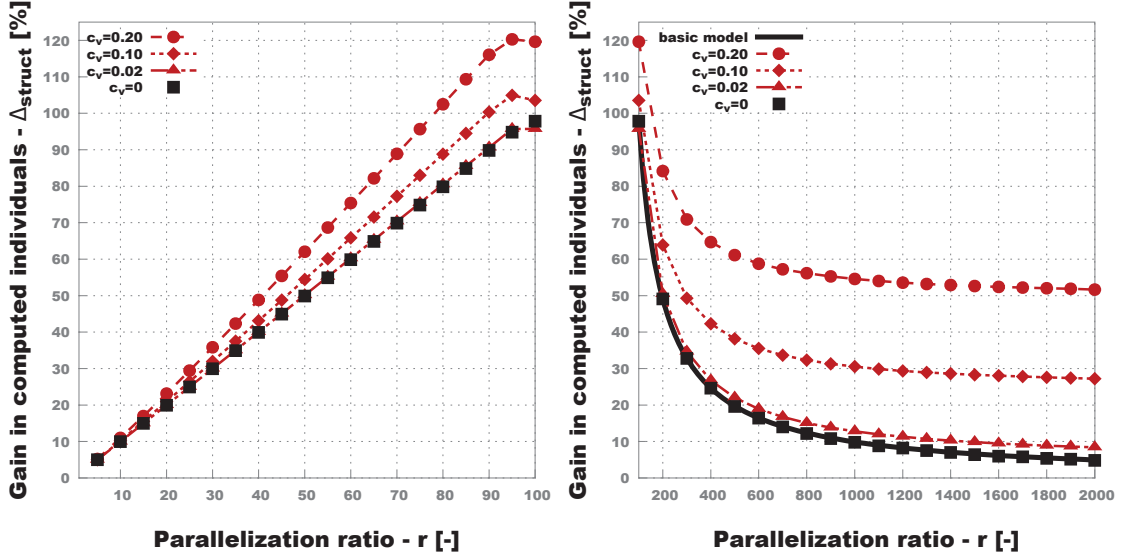 Gain in computed individuals - Δstruct [%]
120
110
100
90
80
70
60
50
40
30
20
10
0
cv=0.20
cv=0.10
cv=0.02
cv=0
10 20 30 40 50 60 70 80 90 100
Parallelization ratio - r [-]
Gain in computed individuals - Δstruct [%]
120
110
100
90
80
70
60
50
40
30
20
10
0
basic model
cv=0.20
cv=0.10
cv=0.02
cv=0
200 400 600 800 1000 1200 1400 1600 1800 2000
Parallelization ratio - r [-]